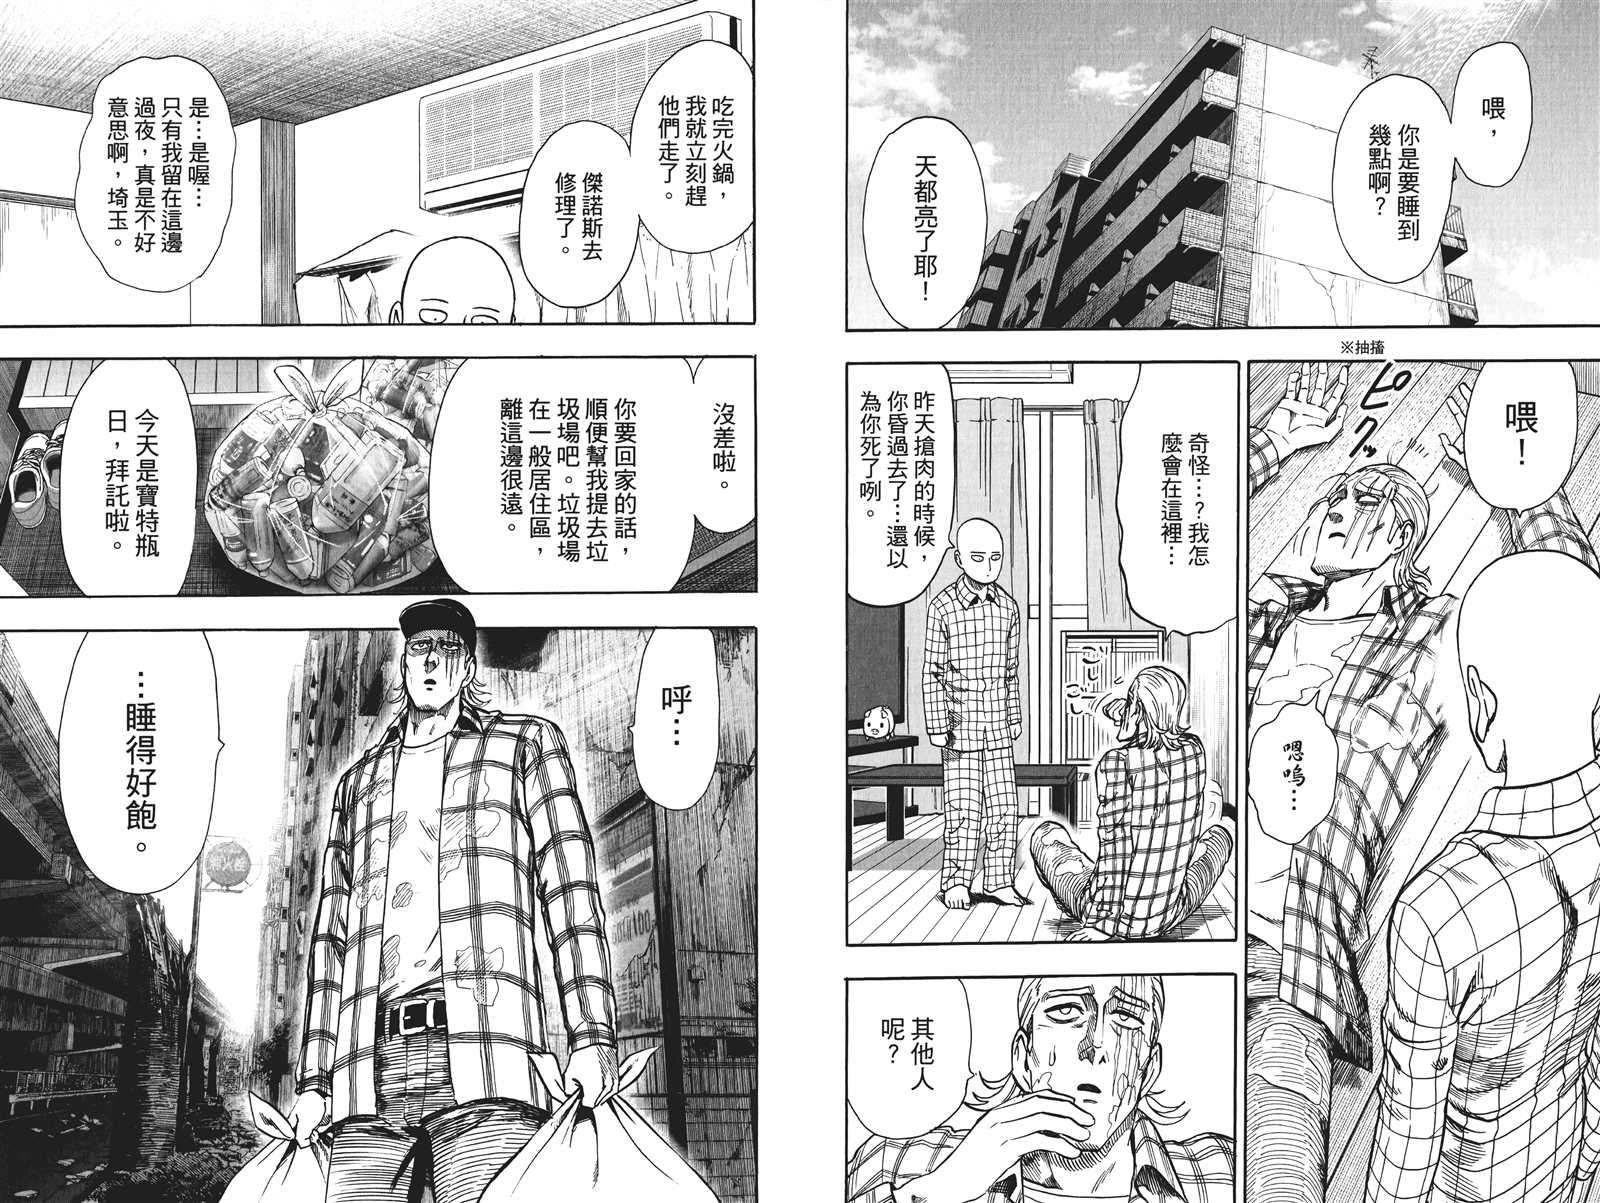 喂，
你是要睡到
幾點啊？
天都亮了耶！
※抽搐
ピクッ
喂！
嗯嗚…
奇怪…？我怎
麼會在這裡…
昨天搶肉的時候，
你昏過去了…還以
為你死了咧。
其他人
呢？
吃完火鍋，
我就立刻趕
他們走了。
傑諾斯去
修理了。
是…是喔…
只有我留在這邊
過夜，真是不好
意思啊，埼玉。
沒差啦。
你要回家的話，
順便幫我提去垃
圾場吧。垃圾場
在一般居住區，
離這邊很遠。
今天是寶特瓶
日，拜託啦。
呼…
…睡得好飽。